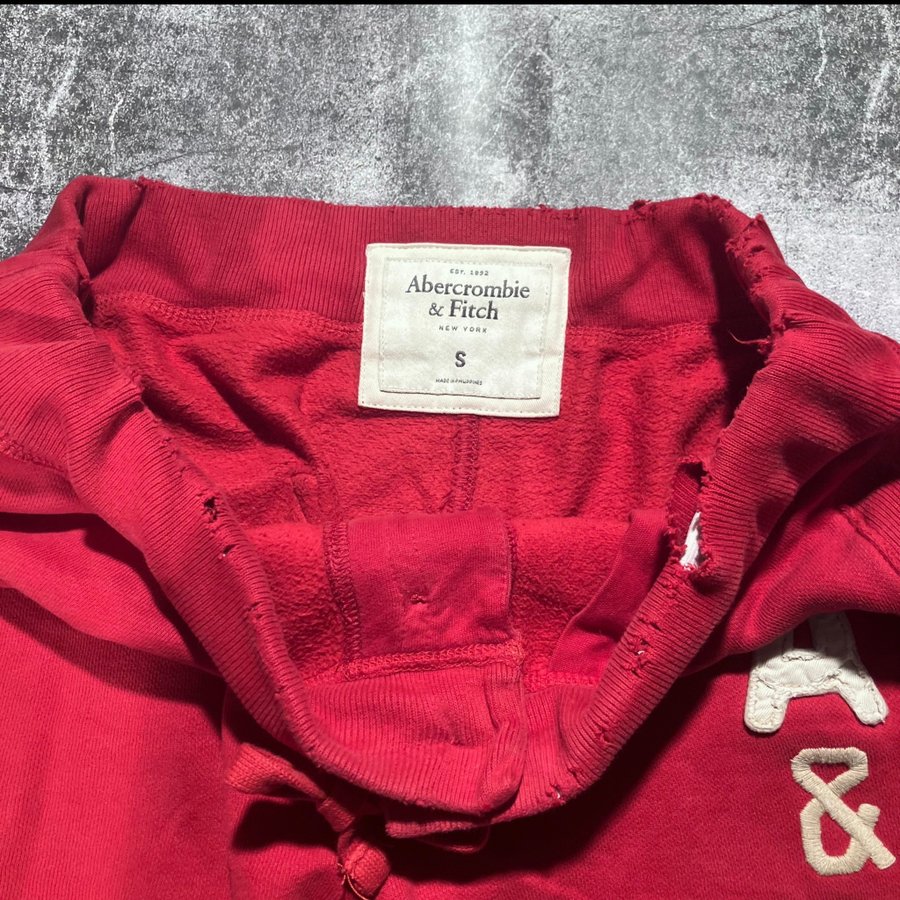 EST. 1892
Abercrombie
& Fitch
NEW YORK
S
MADE IN PHILIPPINES
A
&